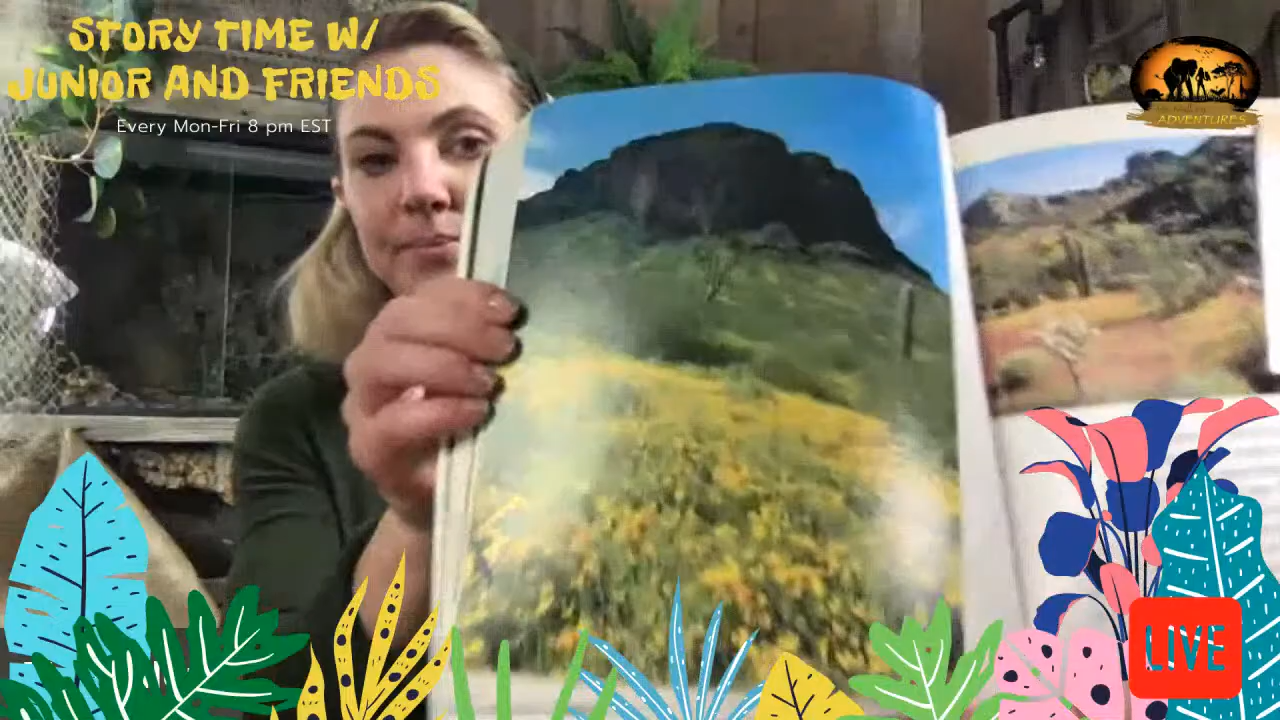 STORY TIME W/
JUNIOR AND FRIENDS
Every Mon-Fri 8 pm EST
ADVENTURES
LIVE